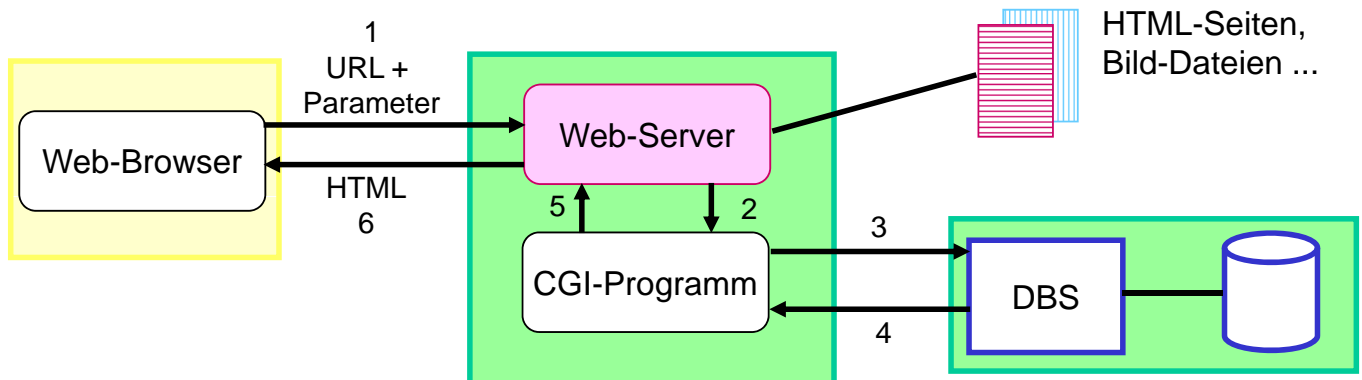 1
URL +
Parameter
HTML-Seiten,
Bild-Dateien ...
Web-Browser
Web-Server
HTML
6
5
2
3
CGI-Programm
DBS
4